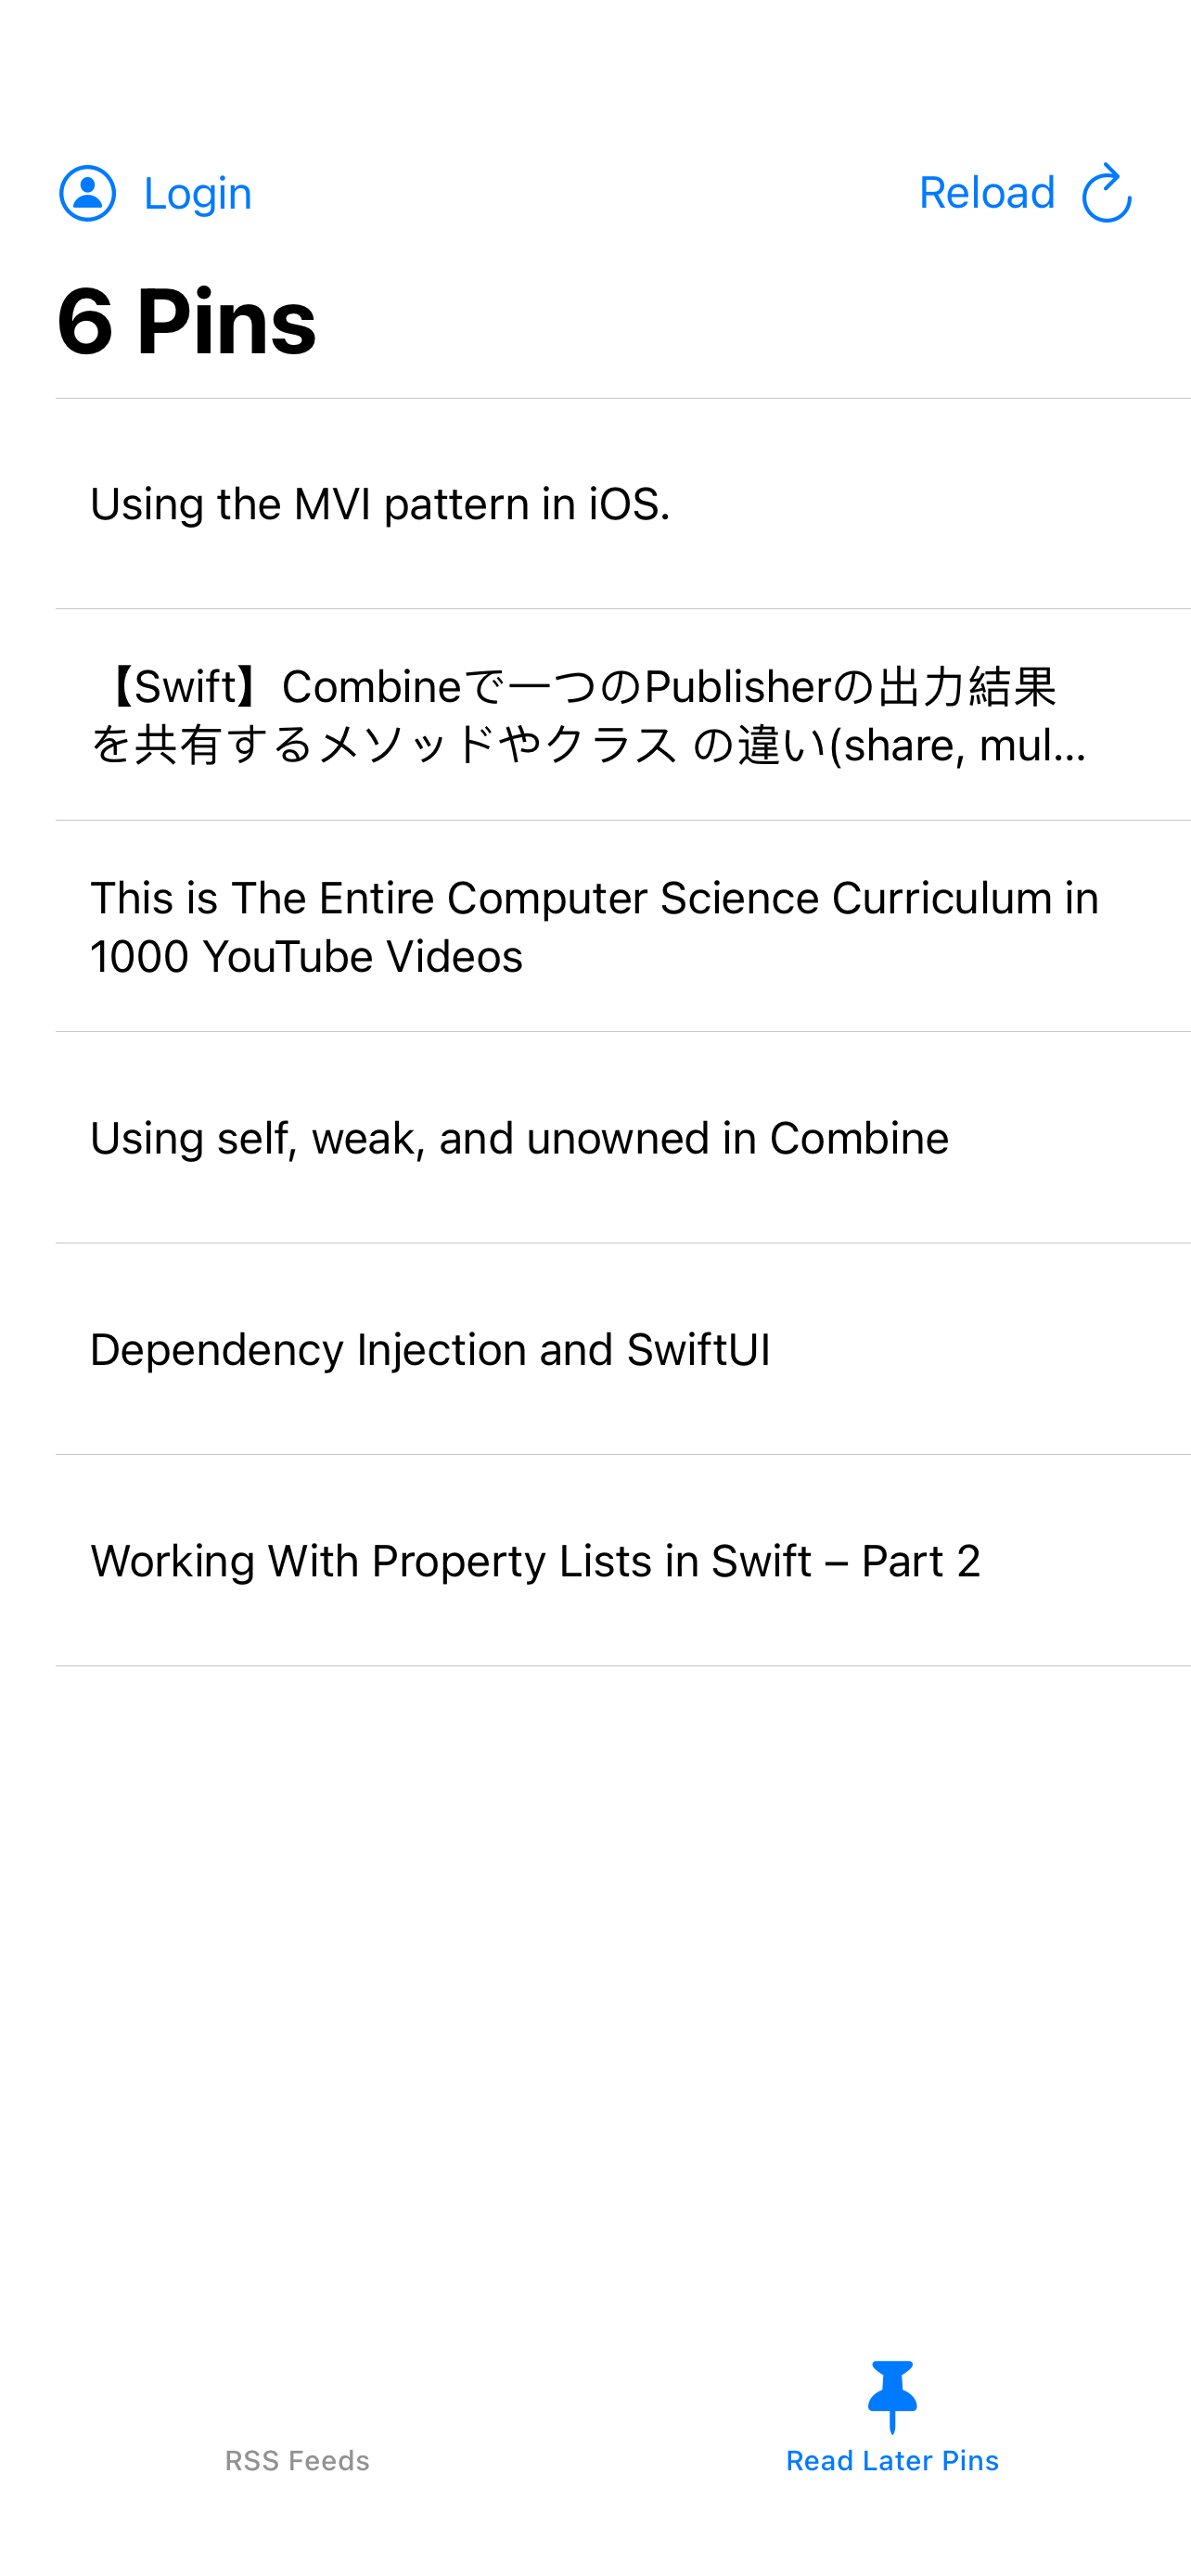 Login
Reload
6 Pins
Using the MVI pattern in iOS.
【Swift】Combineで一つのPublisherの出力結果
を共有するメソッドやクラス の違い(share, mul...
This is The Entire Computer Science Curriculum in
1000 YouTube Videos
Using self, weak, and unowned in Combine
Dependency Injection and SwiftUI
Working With Property Lists in Swift – Part 2
RSS Feeds
Read Later Pins